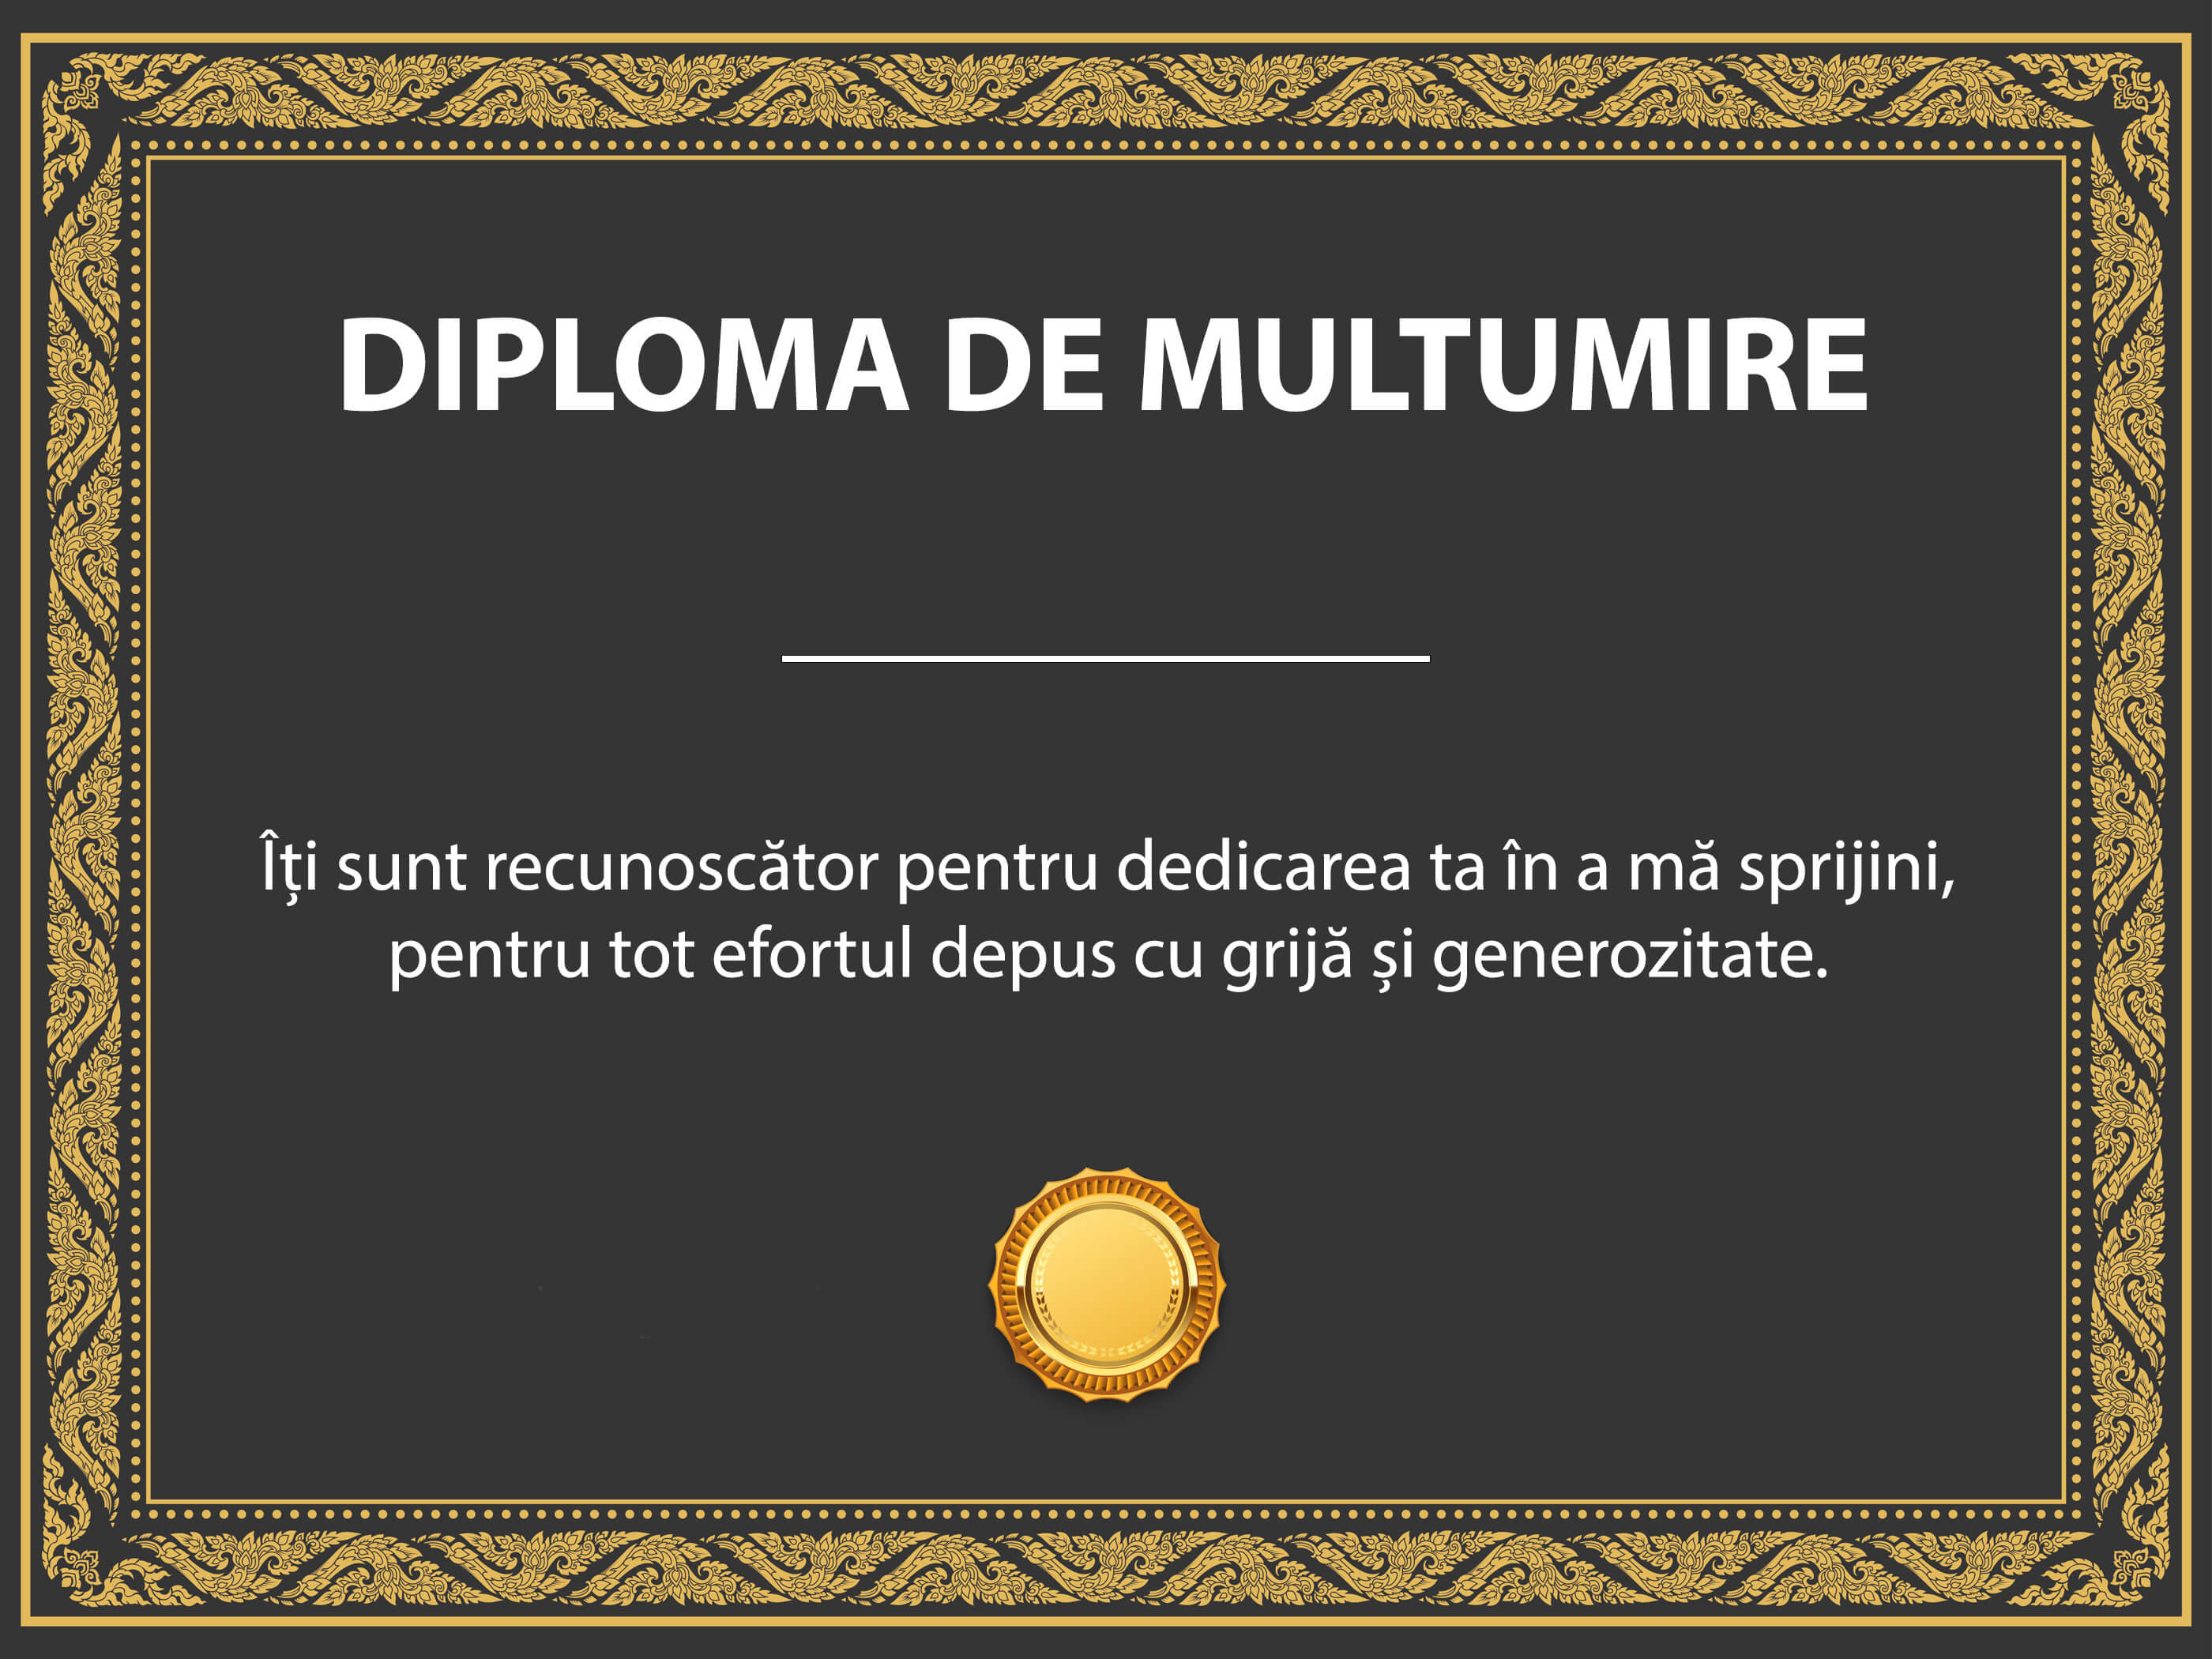 DIPLOMA DE MULTUMIRE
Îți sunt recunoscător pentru dedicarea ta în a mă sprijini,
pentru tot efortul depus cu grijă și generozitate.